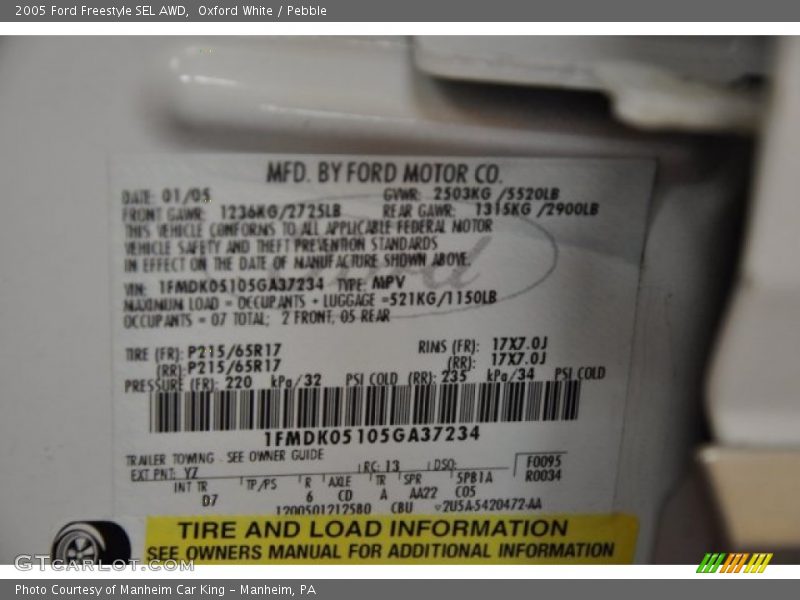 2005 Ford Freestyle SEL AWD,  Oxford White / Pebble
MFD. BY FORD MOTOR CO.
DATE: 01/05 GVWR: 2503KG /5520LB
FRONT GAWR: 1236KG/2725LB REAR GAWR: 1315KG /2900LB
THIS VEHICLE CONFORMS TO ALL APPLICABLE FEDERAL MOTOR
VEHICLE SAFETY AND THEFT PREVENTION STANDARDS
IN EFFECT ON THE DATE OF MANUFACTURE SHOWN ABOVE.
VIN: 1FMDK05105GA37234 TYPE: MPV
MAXIMUM LOAD = OCCUPANTS + LUGGAGE =521KG/1150LB
OCCUPANTS = 07 TOTAL; 2 FRONT, 05 REAR
TIRE (FR): P215/65R17 RIMS (FR): 17X7.0J
(RR): P215/65R17 (RR): 17X7.0J
PRESSURE (FR): 220 kPa/32 PSI COLD (RR): 235 kPa/34 PSI COLD
1FMDK05105GA37234
TRAILER TOWING - SEE OWNER GUIDE
EXT PNT: YZ RC: 13 DSO: F0095
R0034
INT TR TP/PS R AXLE TR SPR 5PB1A
D7 6 CD A AA22 C05
1200501212580 CBU 2U5A-5420472-AA
Ford
TIRE AND LOAD INFORMATION
SEE OWNERS MANUAL FOR ADDITIONAL INFORMATION
GTCarLot.com
Photo Courtesy of Manheim Car King - Manheim, PA